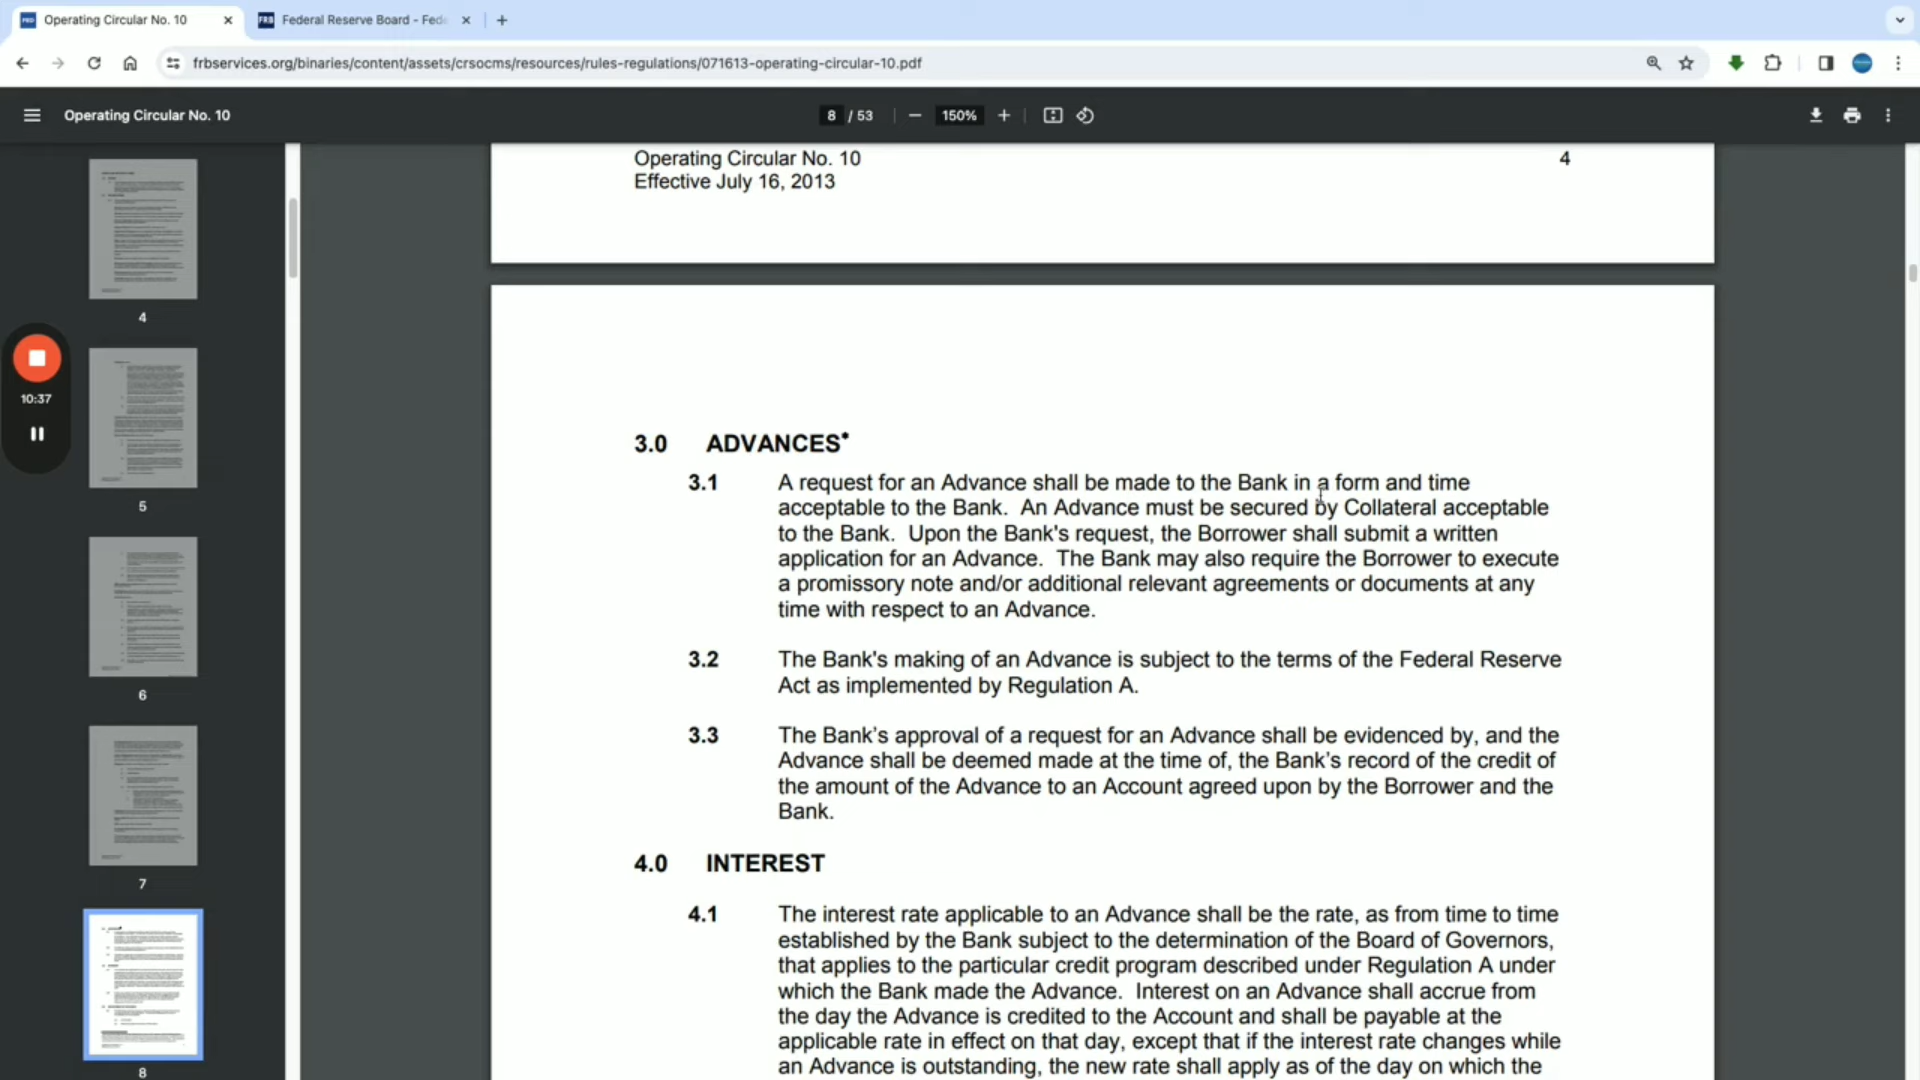 Operating Circular No. 10
FRB Federal Reserve Board - Fede
frbservices.org/binaries/content/assets/crsocms/resources/rules-regulations/071613-operating-circular-10.pdf
Operating Circular No. 10
8 / 53
150%
Operating Circular No. 10 4
Effective July 16, 2013
4
5
6
7
8
10:37
3.0 ADVANCES*
3.1 A request for an Advance shall be made to the Bank in a form and time
acceptable to the Bank. An Advance must be secured by Collateral acceptable
to the Bank. Upon the Bank's request, the Borrower shall submit a written
application for an Advance. The Bank may also require the Borrower to execute
a promissory note and/or additional relevant agreements or documents at any
time with respect to an Advance.
3.2 The Bank's making of an Advance is subject to the terms of the Federal Reserve
Act as implemented by Regulation A.
3.3 The Bank’s approval of a request for an Advance shall be evidenced by, and the
Advance shall be deemed made at the time of, the Bank’s record of the credit of
the amount of the Advance to an Account agreed upon by the Borrower and the
Bank.
4.0 INTEREST
4.1 The interest rate applicable to an Advance shall be the rate, as from time to time
established by the Bank subject to the determination of the Board of Governors,
that applies to the particular credit program described under Regulation A under
which the Bank made the Advance. Interest on an Advance shall accrue from
the day the Advance is credited to the Account and shall be payable at the
applicable rate in effect on that day, except that if the interest rate changes while
an Advance is outstanding, the new rate shall apply as of the day on which the